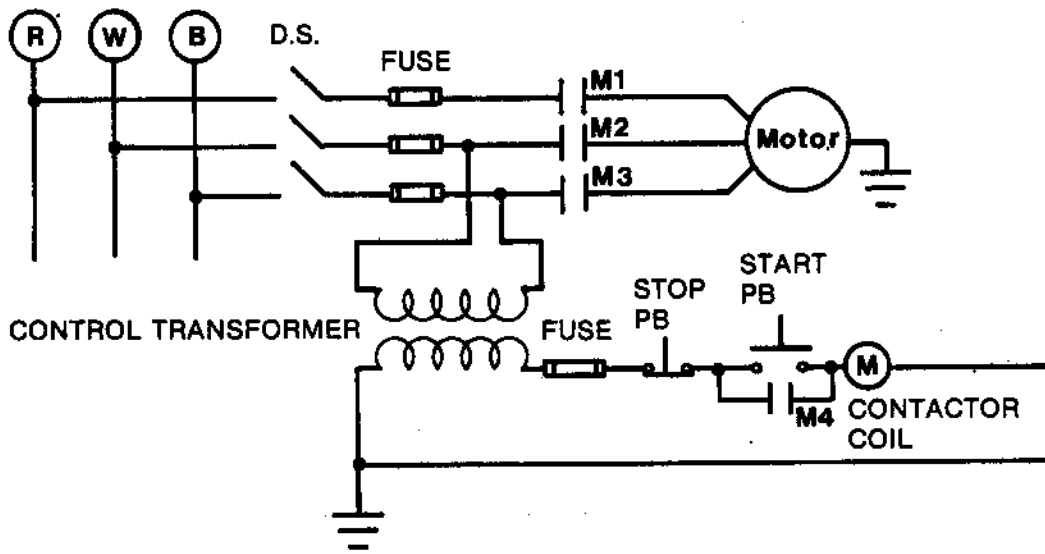 R W B D.S.
FUSE
M1
M2
Motor
M3
START
PB
STOP
PB
CONTROL TRANSFORMER
FUSE
M
M4
CONTACTOR
COIL